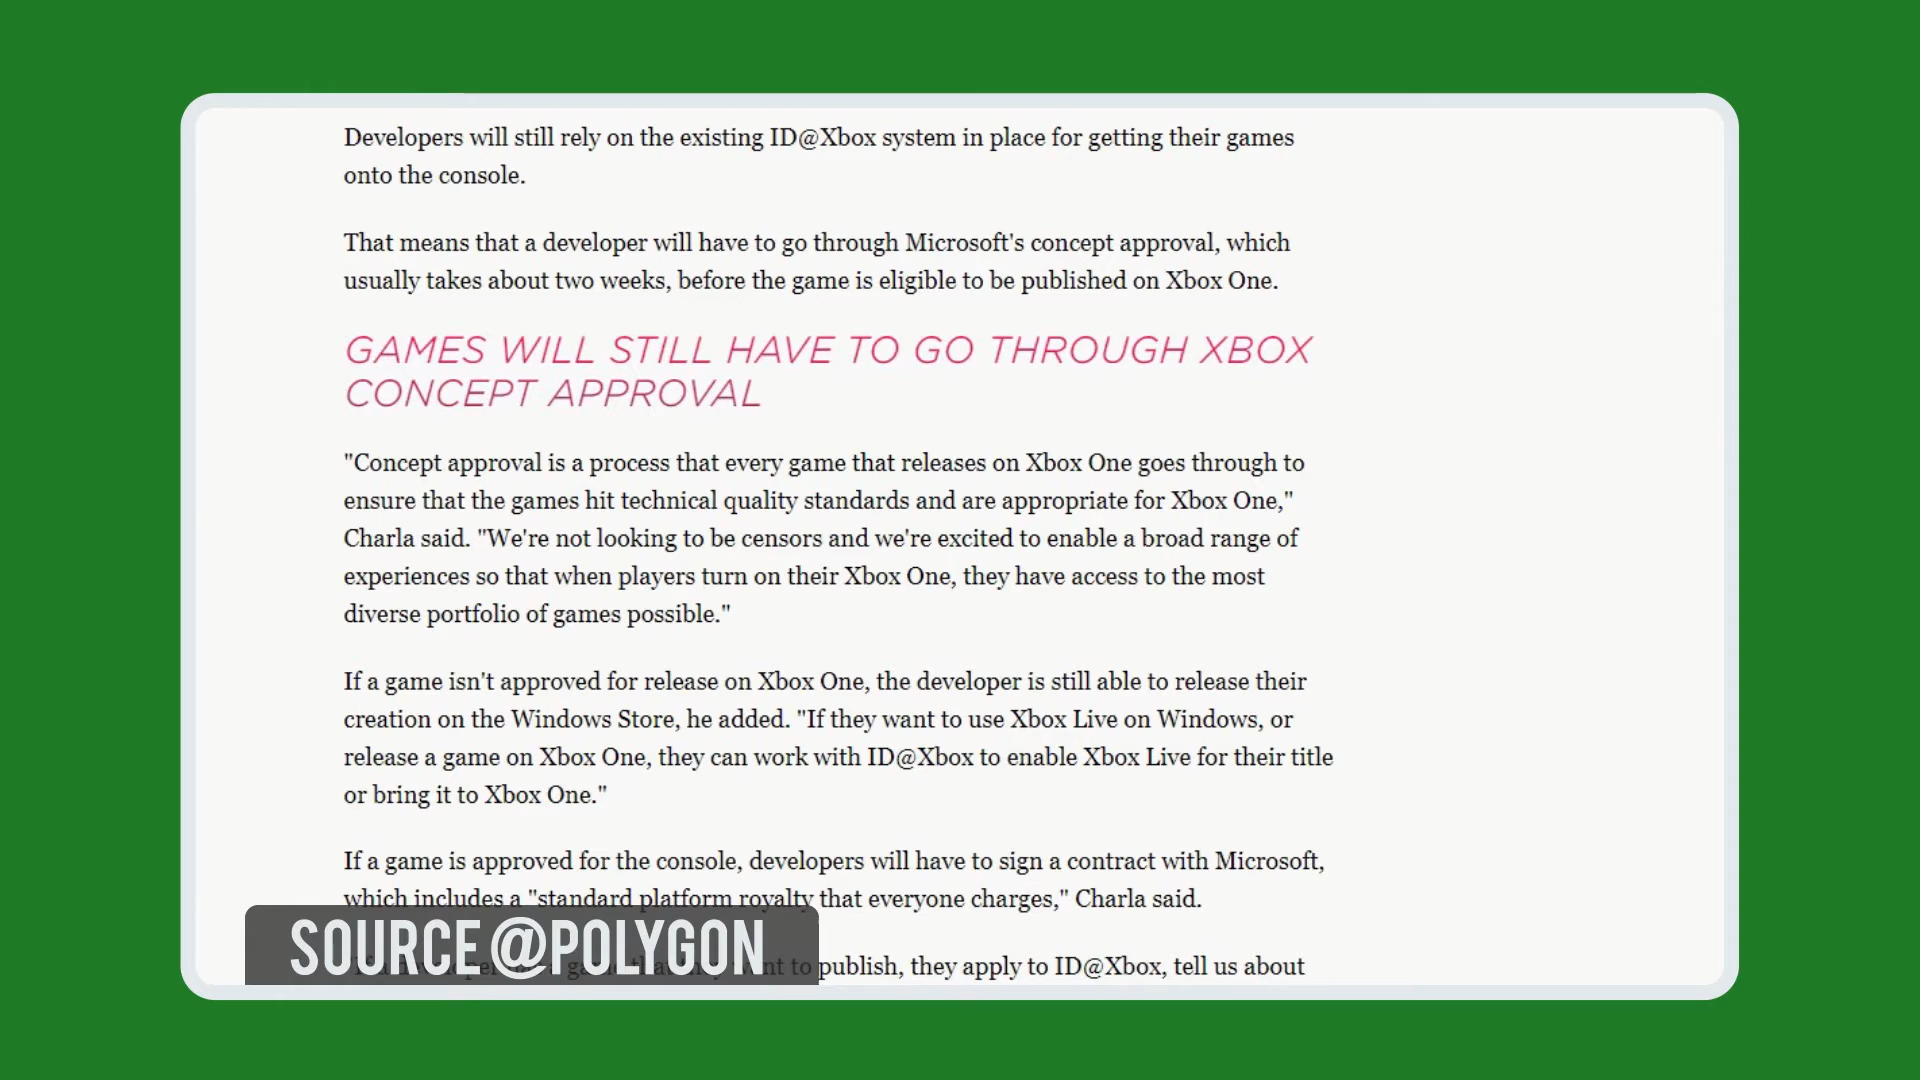 Developers will still rely on the existing ID@Xbox system in place for getting their games
onto the console.
That means that a developer will have to go through Microsoft's concept approval, which
usually takes about two weeks, before the game is eligible to be published on Xbox One.
GAMES WILL STILL HAVE TO GO THROUGH XBOX
CONCEPT APPROVAL
"Concept approval is a process that every game that releases on Xbox One goes through to
ensure that the games hit technical quality standards and are appropriate for Xbox One,"
Charla said. "We're not looking to be censors and we're excited to enable a broad range of
experiences so that when players turn on their Xbox One, they have access to the most
diverse portfolio of games possible."
If a game isn't approved for release on Xbox One, the developer is still able to release their
creation on the Windows Store, he added. "If they want to use Xbox Live on Windows, or
release a game on Xbox One, they can work with ID@Xbox to enable Xbox Live for their title
or bring it to Xbox One."
If a game is approved for the console, developers will have to sign a contract with Microsoft,
which includes a "standard platform royalty that everyone charges," Charla said.
to publish, they apply to ID@Xbox, tell us about
SOURCE @POLYGON